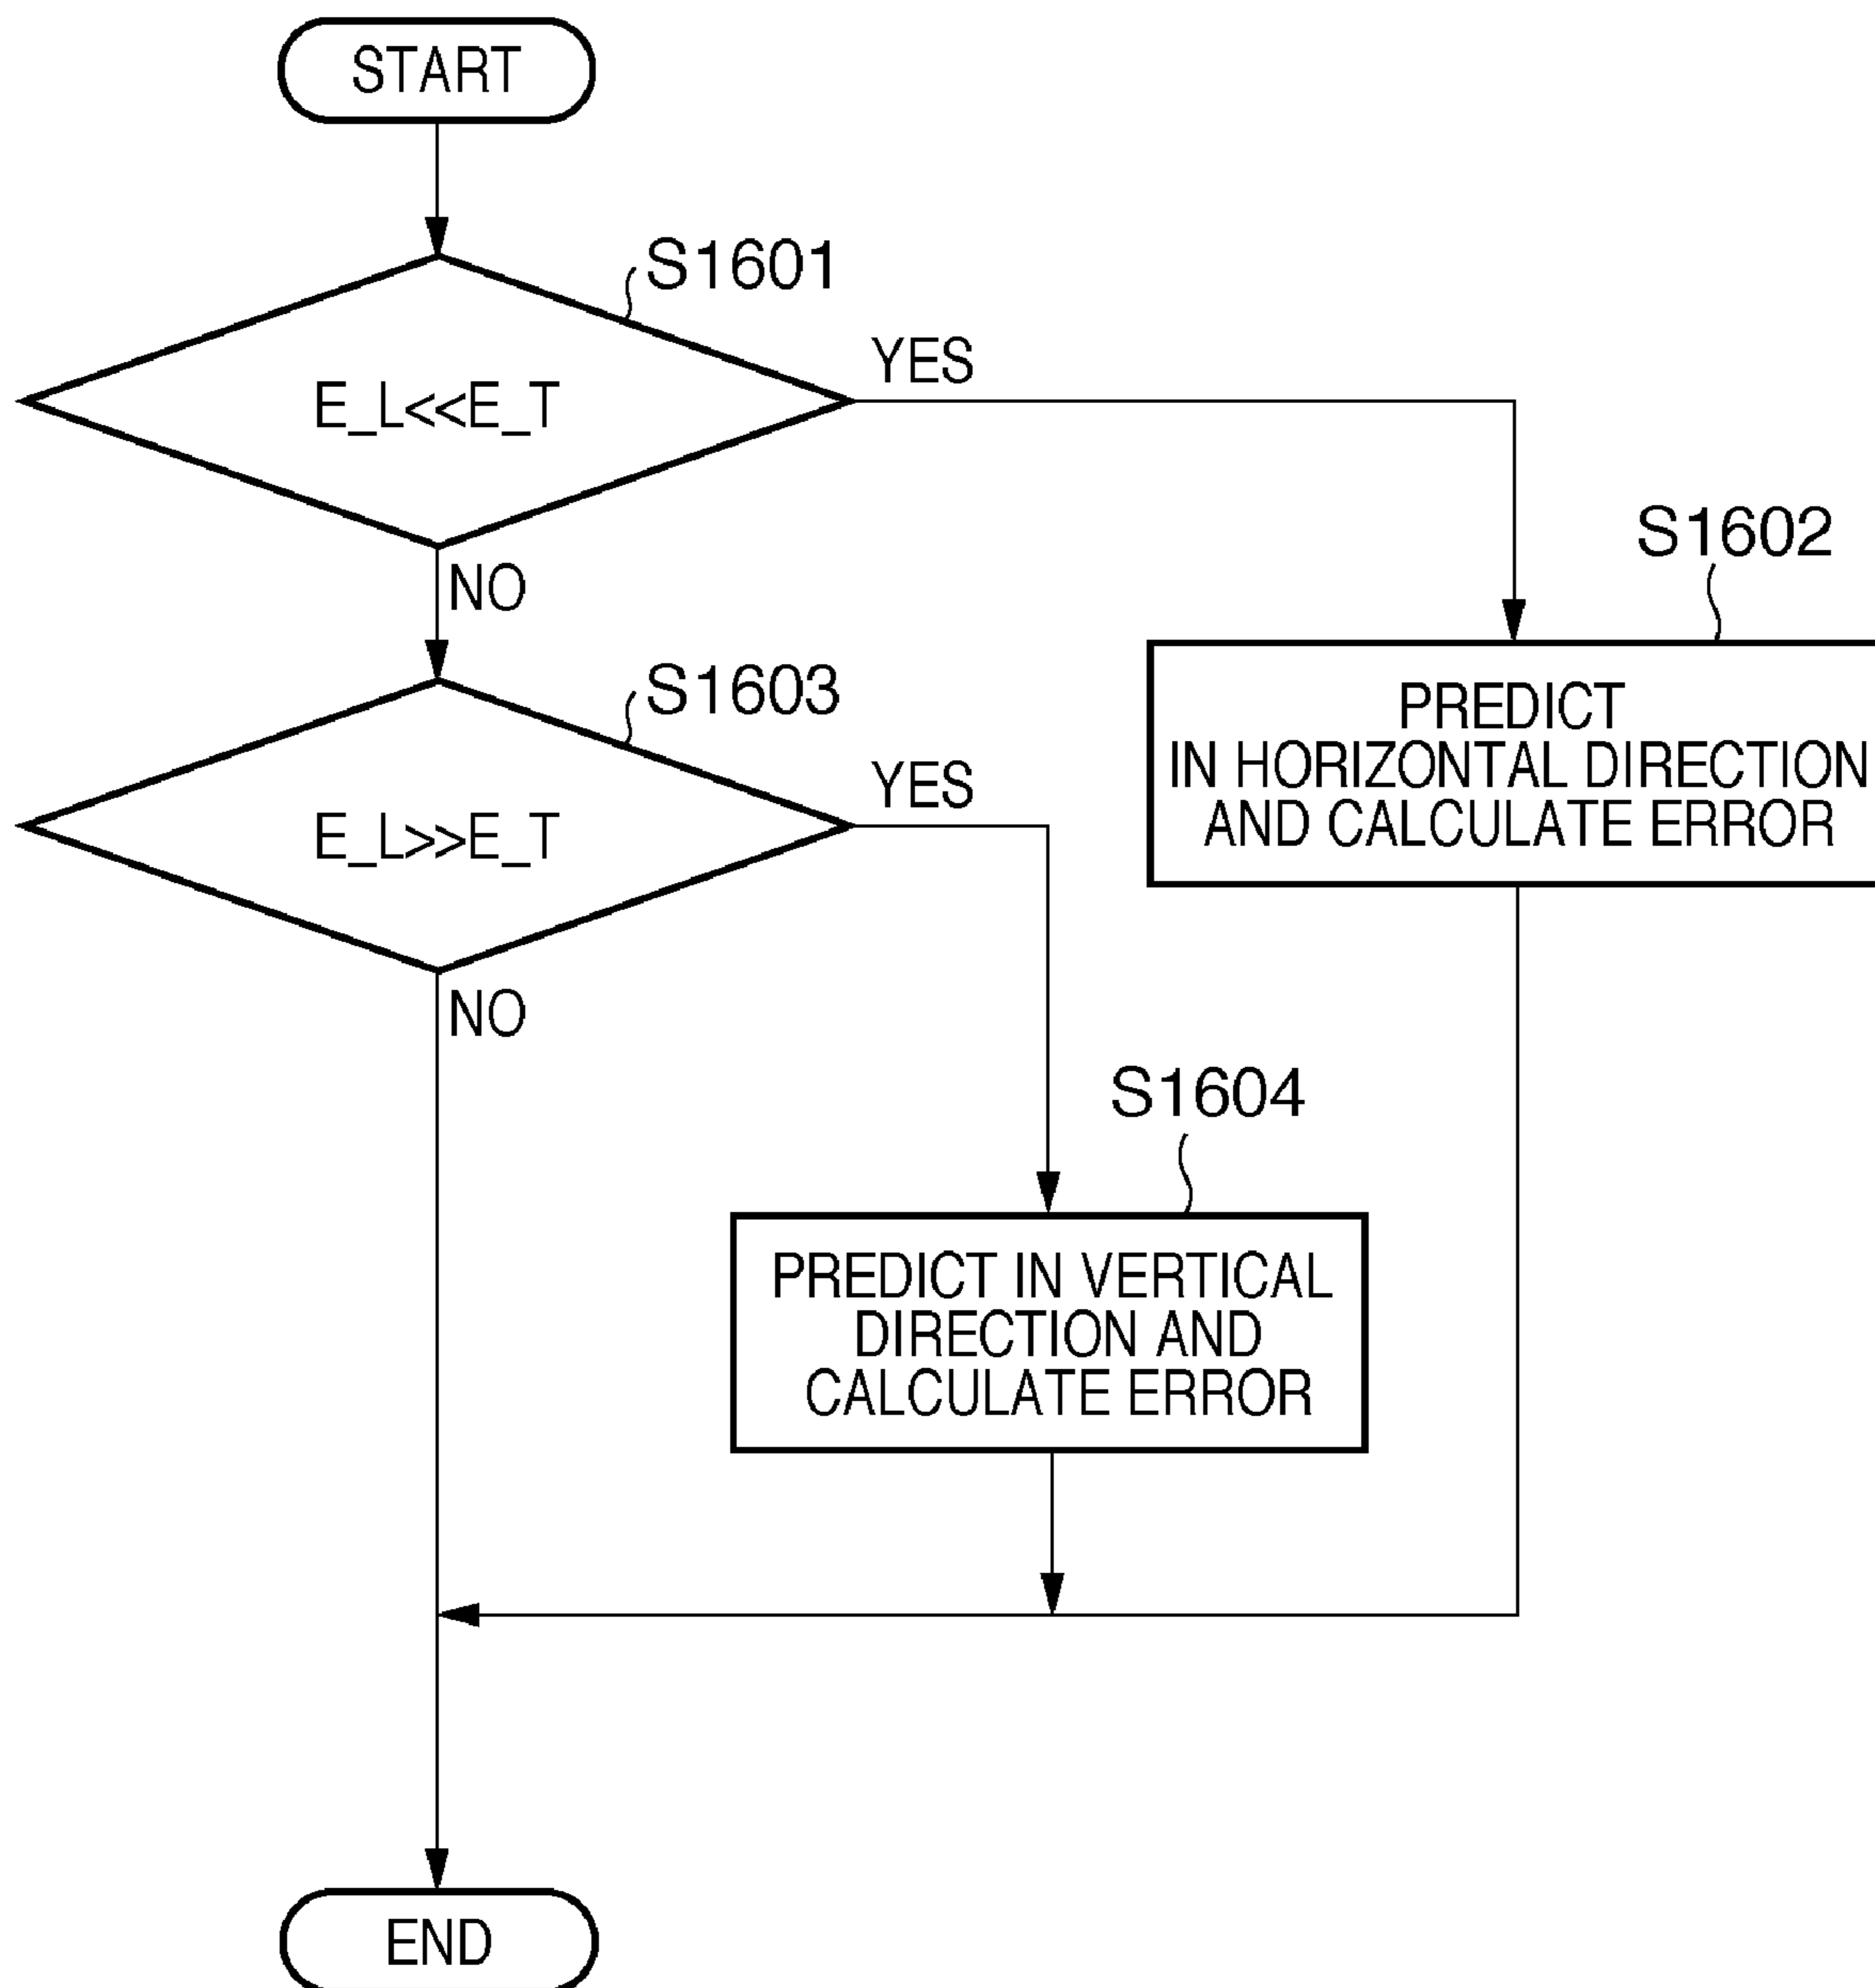 START
S1601
YES
E_L<<E_T
S1602
NO
S1603
PREDICT
IN HORIZONTAL DIRECTION
AND CALCULATE ERROR
YES
E_L>>E_T
NO
S1604
PREDICT IN VERTICAL
DIRECTION AND
CALCULATE ERROR
END